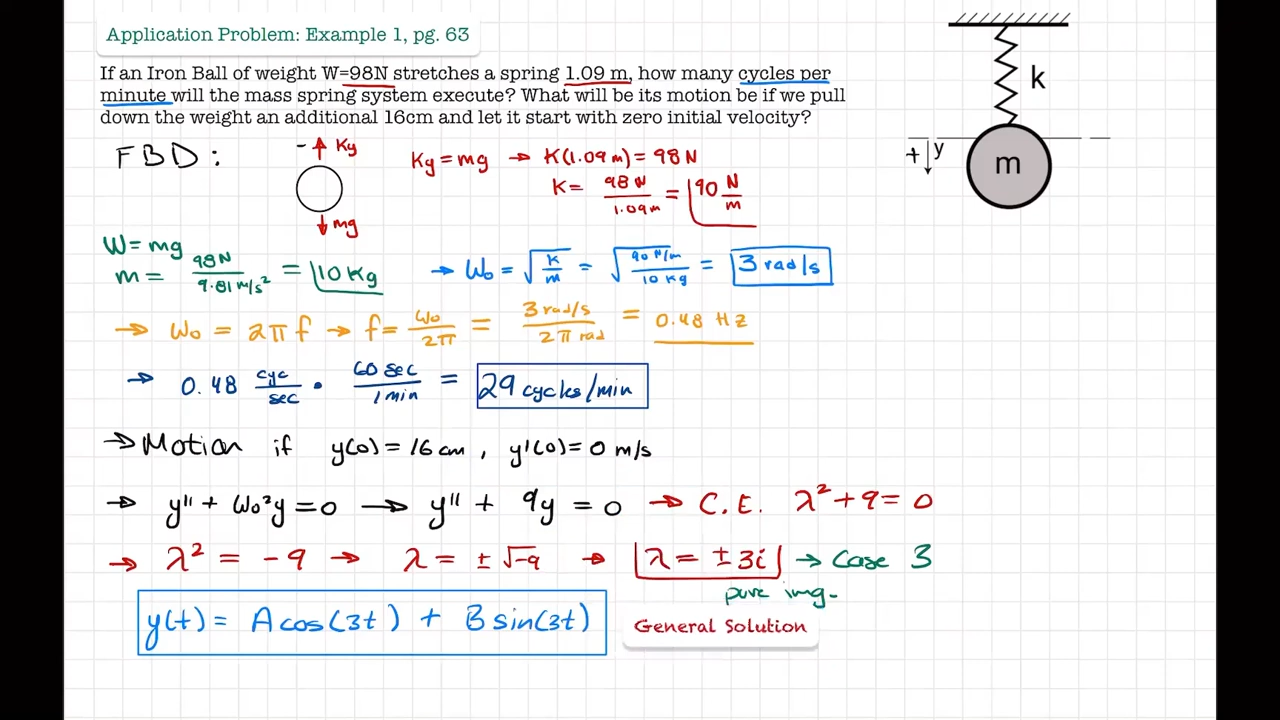 Application Problem: Example 1, pg. 63
If an Iron Ball of weight W=98N stretches a spring 1.09 m, how many cycles per
minute will the mass spring system execute? What will be its motion be if we pull
down the weight an additional 16cm and let it start with zero initial velocity?
k
+ y
m
FBD:
- Ky
mg
Ky = mg → K(1.09 m) = 98 N
K = 98 N / 1.09 m = 90 N/m
W = mg
m = 98N / 9.81 m/s² = 10 Kg
→ ω₀ = √(k/m) = √(90 N/m / 10 kg) = 3 rad/s
→ ω₀ = 2πf → f = ω₀/2π = 3 rad/s / 2π rad = 0.48 Hz
→ 0.48 cyc/sec · 60 sec/1 min = 29 cycles/min
→ Motion if y(0) = 16 cm, y'(0) = 0 m/s
→ y'' + ω₀²y = 0 → y'' + 9y = 0 → C.E. λ² + 9 = 0
→ λ² = -9 → λ = ± √-9 → λ = ± 3i → Case 3
pure img.
y(t) = A cos(3t) + B sin(3t)
General Solution